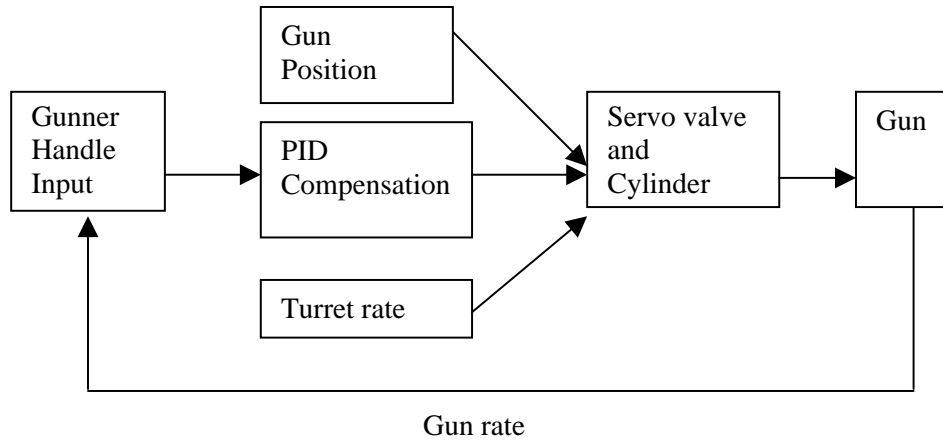 Gun
Position
Gunner
Handle
Input
PID
Compensation
Servo valve
and
Cylinder
Gun
Turret rate
Gun rate